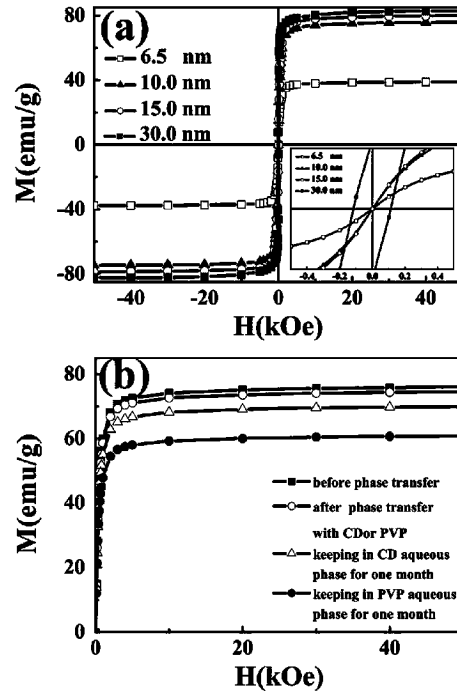 (a)
80
40
0
-40
-80
M(emu/g)
6.5 nm
10.0 nm
15.0 nm
30.0 nm
6.5 nm
10.0 nm
15.0 nm
30.0 nm
-0.4 -0.2 0.0 0.2 0.4
-40 -20 0 20 40
H(kOe)
(b)
80
60
40
20
0
M(emu/g)
before phase transfer
after phase transfer
with CDor PVP
keeping in CD aqueous
phase for one month
keeping in PVP aqueous
phase for one month
0 20 40
H(kOe)